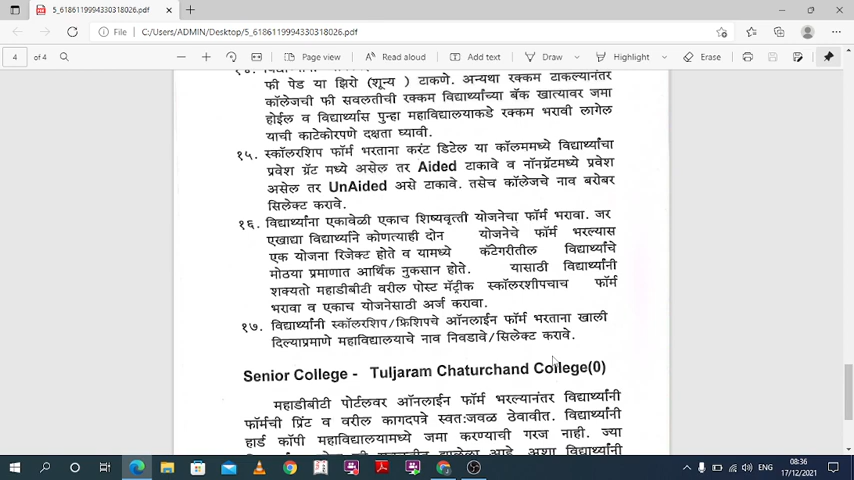 5_6186119994330318026.pdf
File
C:/Users/ADMIN/Desktop/5_6186119994330318026.pdf
4 of 4
Page view
Read aloud
Add text
Draw
Highlight
Erase
फी पेड या झिरो (शून्य ) टाकणे. अन्यथा रक्कम टाकल्यानंतर
कॉलेजची फी सवलतीची रक्कम विद्यार्थ्यांच्या बँक खात्यावर जमा
होईल व विद्यार्थ्यास पुन्हा महाविद्यालयाकडे रक्कम भरावी लागेल
याची काटेकोरपणे दक्षता घ्यावी.
१५. स्कॉलरशिप फॉर्म भरताना करंट डिटेल या कॉलममध्ये विद्यार्थ्यांचा
प्रवेश ग्रॅट मध्ये असेल तर Aided टाकावे व नॉनग्रॅटमध्ये प्रवेश
असेल तर UnAided असे टाकावे. तसेच कॉलेजचे नाव बरोबर
सिलेक्ट करावे.
१६. विद्यार्थ्यांना एकावेळी एकाच शिष्यवृत्ती योजनेचा फॉर्म भरावा. जर
एखाद्या विद्यार्थ्याने कोणत्याही दोन योजनेचे फॉर्म भरल्यास
एक योजना रिजेक्ट होते व यामध्ये कॅटेगरीतील विद्यार्थ्यांचे
मोठया प्रमाणात आर्थिक नुकसान होते. यासाठी विद्यार्थ्यांनी
शक्यतो महाडीबीटी वरील पोस्ट मॅट्रीक स्कॉलरशीपचाच फॉर्म
भरावा व एकाच योजनेसाठी अर्ज करावा.
१७. विद्यार्थ्यांनी स्कॉलरशिप/फ्रिशिपचे ऑनलाईन फॉर्म भरताना खाली
दिल्याप्रमाणे महाविद्यालयाचे नाव निवडावे/सिलेक्ट करावे.
Senior College - Tuljaram Chaturchand College(0)
महाडीबीटी पोर्टलवर ऑनलाईन फॉर्म भरल्यानंतर विद्यार्थ्यांनी
फॉर्मची प्रिंट व वरील कागदपत्रे स्वतःजवळ ठेवावीत. विद्यार्थ्यांनी
हार्ड कॉपी महाविद्यालयामध्ये जमा करण्याची गरज नाही. ज्या
ENG
08:36
17/12/2021